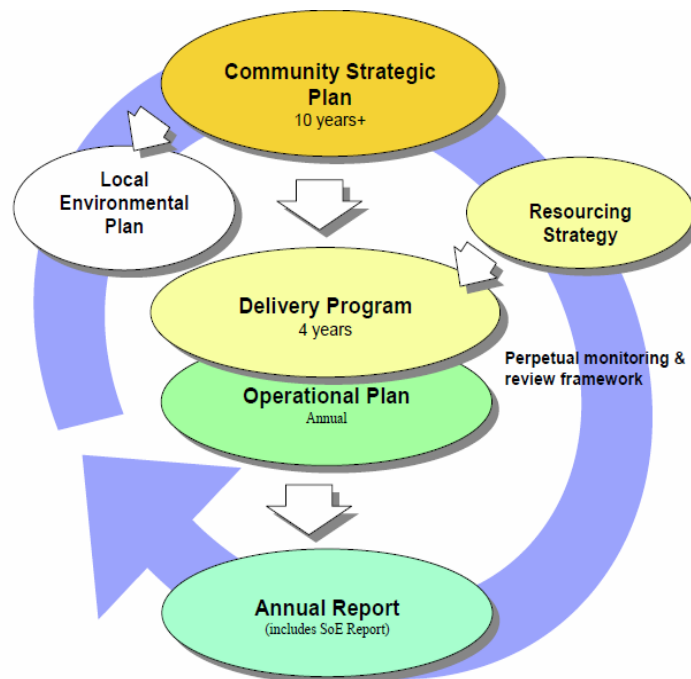 Community Strategic
Plan
10 years+
Local
Environmental
Plan
Resourcing
Strategy
Delivery Program
4 years
Perpetual monitoring &
review framework
Operational Plan
Annual
Annual Report
(includes SoE Report)